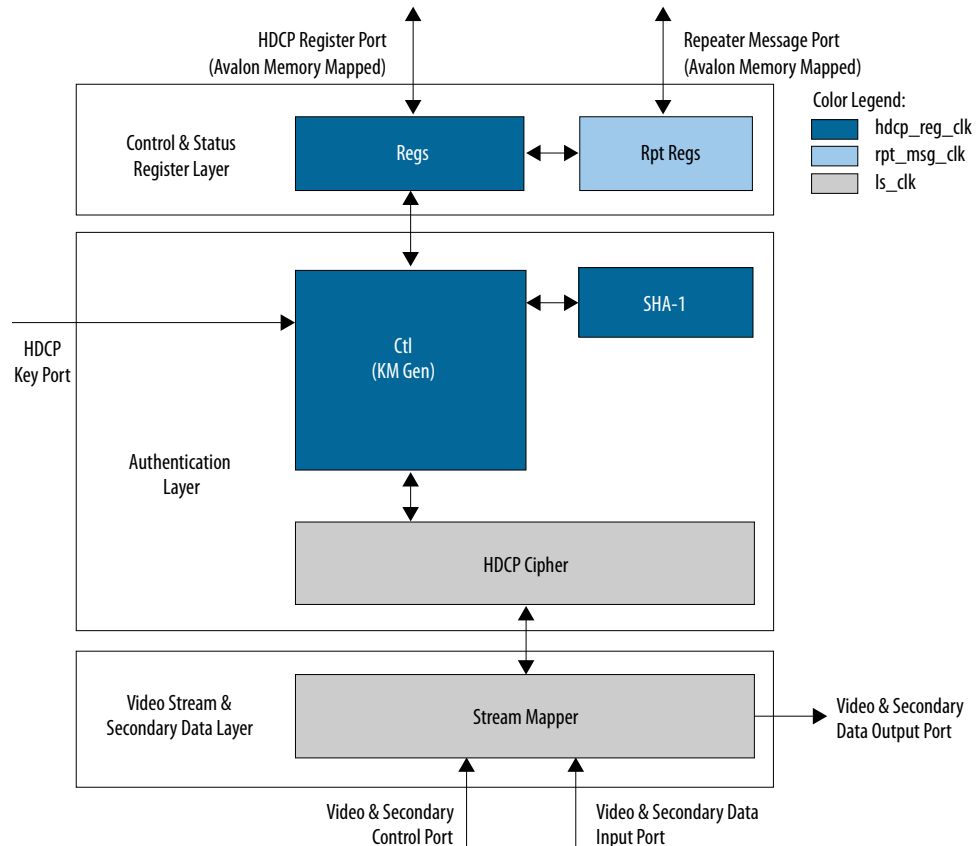 HDCP Register Port
(Avalon Memory Mapped)
Repeater Message Port
(Avalon Memory Mapped)
Color Legend:
hdcp_reg_clk
rpt_msg_clk
ls_clk
Control & Status
Register Layer
Regs
Rpt Regs
HDCP
Key Port
Ctl
(KM Gen)
SHA-1
Authentication
Layer
HDCP Cipher
Video Stream &
Secondary Data Layer
Stream Mapper
Video & Secondary
Data Output Port
Video & Secondary
Control Port
Video & Secondary Data
Input Port